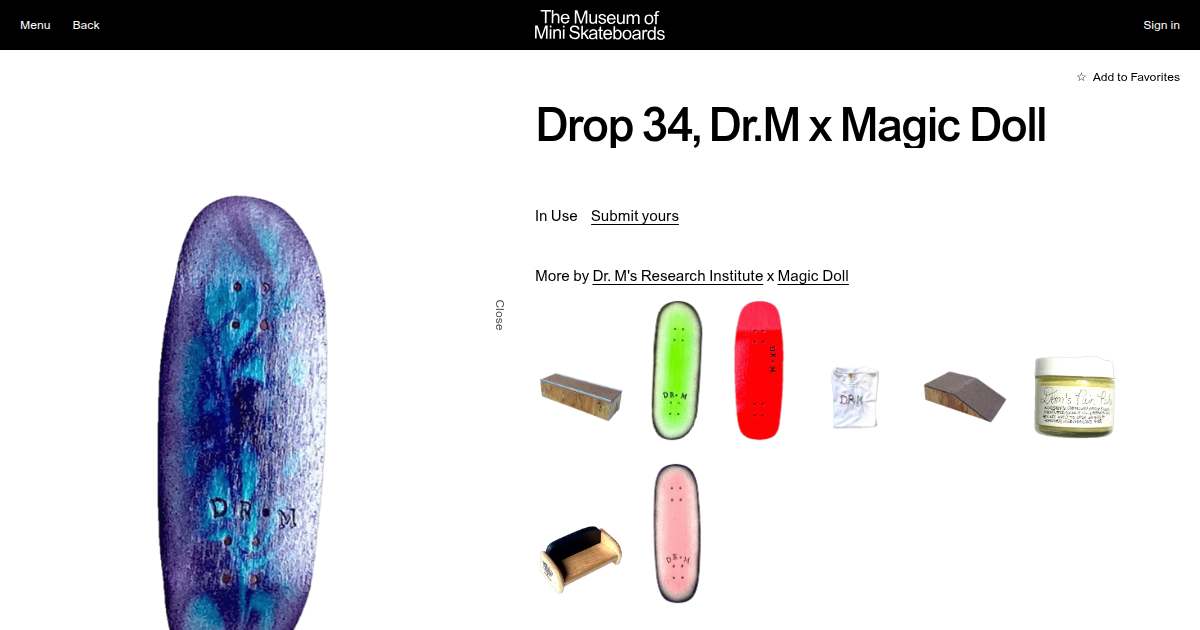 Menu
Back
The Museum of
Mini Skateboards
Sign in
☆ Add to Favorites
Drop 34, Dr.M x Magic Doll
In Use
Submit yours
More by Dr. M's Research Institute x Magic Doll
Close
DR•M
DR•M
DR•M
DRM
DR•M